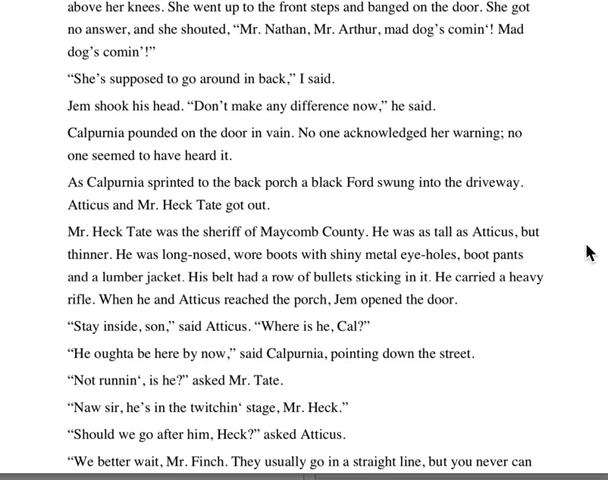 above her knees. She went up to the front steps and banged on the door. She got
no answer, and she shouted, “Mr. Nathan, Mr. Arthur, mad dog’s comin‘! Mad
dog’s comin’!”
“She’s supposed to go around in back,” I said.
Jem shook his head. “Don’t make any difference now,” he said.
Calpurnia pounded on the door in vain. No one acknowledged her warning; no
one seemed to have heard it.
As Calpurnia sprinted to the back porch a black Ford swung into the driveway.
Atticus and Mr. Heck Tate got out.
Mr. Heck Tate was the sheriff of Maycomb County. He was as tall as Atticus, but
thinner. He was long-nosed, wore boots with shiny metal eye-holes, boot pants
and a lumber jacket. His belt had a row of bullets sticking in it. He carried a heavy
rifle. When he and Atticus reached the porch, Jem opened the door.
“Stay inside, son,” said Atticus. “Where is he, Cal?”
“He oughta be here by now,” said Calpurnia, pointing down the street.
“Not runnin‘, is he?” asked Mr. Tate.
“Naw sir, he’s in the twitchin‘ stage, Mr. Heck.”
“Should we go after him, Heck?” asked Atticus.
“We better wait, Mr. Finch. They usually go in a straight line, but you never can